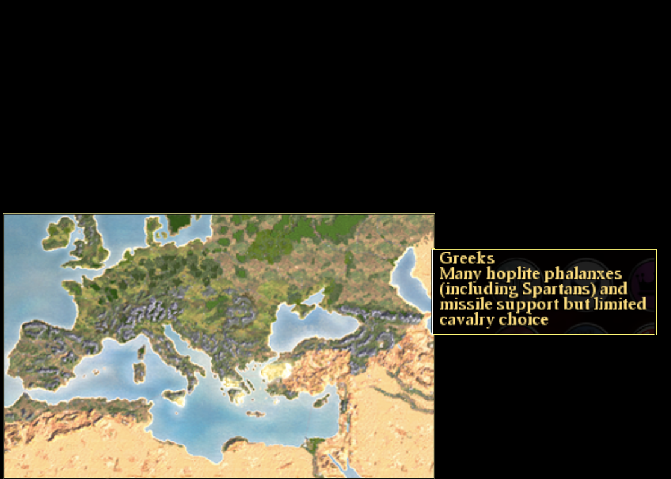 Greeks
Many hoplite phalanxes
(including Spartans) and
missile support but limited
cavalry choice